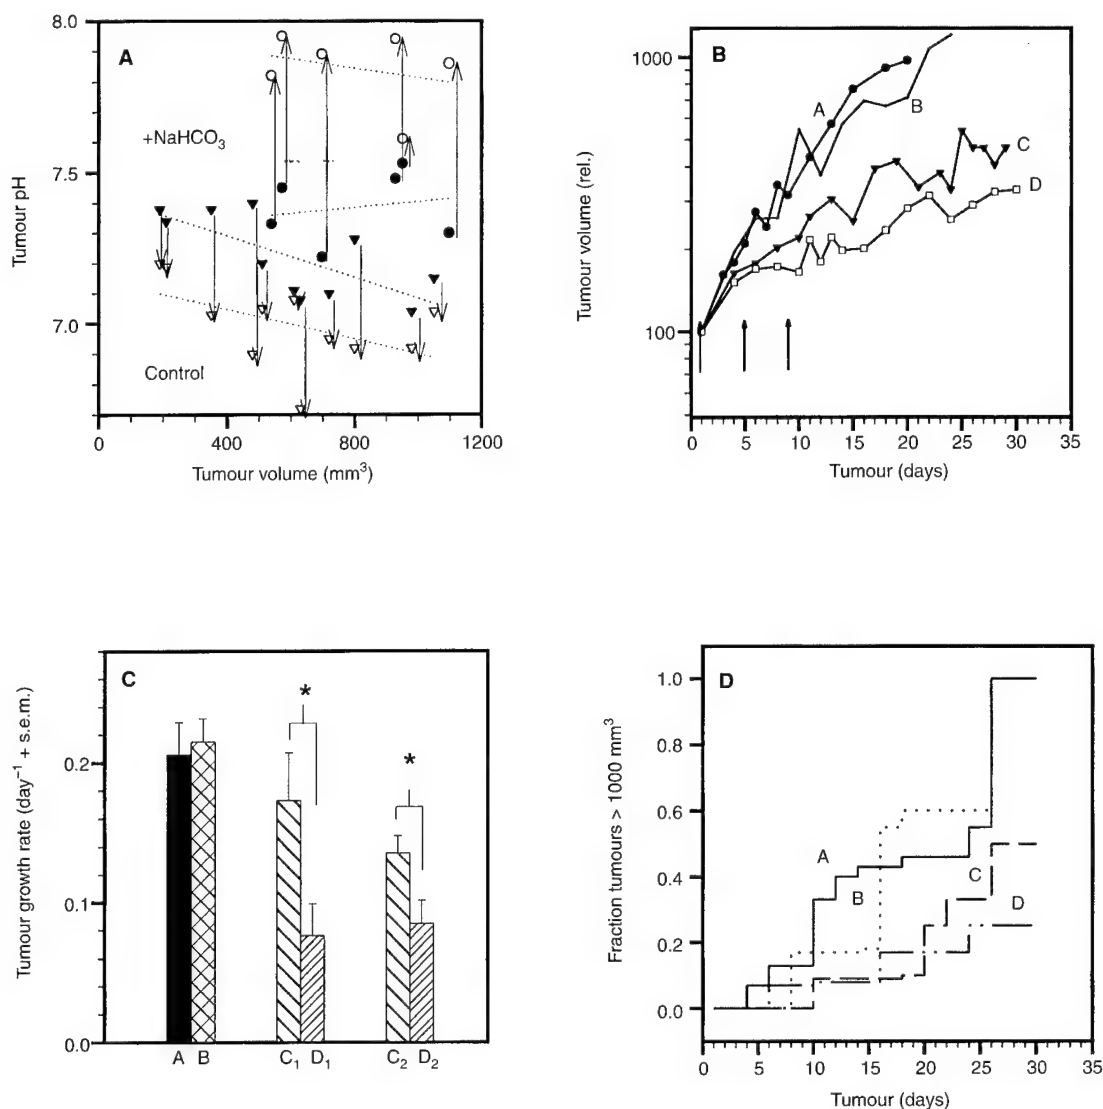 A
8.0
7.5
7.0
+NaHCO₃
Control
Tumour pH
0 400 800 1200
Tumour volume (mm³)
B
1000
100
A
B
C
D
Tumour volume (rel.)
0 5 10 15 20 25 30 35
Tumour (days)
C
0.2
0.1
0.0
*
*
Tumour growth rate (day⁻¹ + s.e.m.)
A B C₁ D₁ C₂ D₂
D
1.0
0.8
0.6
0.4
0.2
0.0
A
B
C
D
Fraction tumours > 1000 mm³
0 5 10 15 20 25 30 35
Tumour (days)